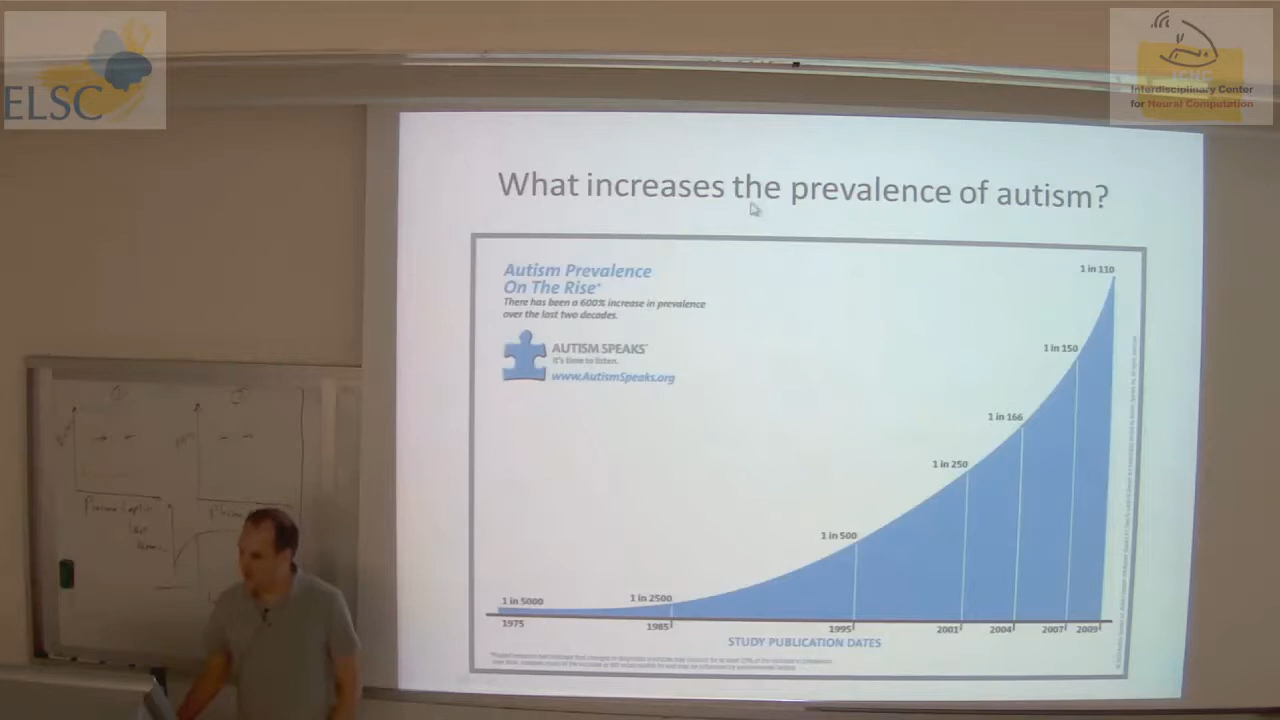 ELSC
Interdisciplinary Center
for Neural Computation
What increases the prevalence of autism?
Autism Prevalence
On The Rise*
There has been a 600% increase in prevalence
over the last two decades.
AUTISM SPEAKS
It's time to listen.
www.AutismSpeaks.org
1 in 110
1 in 150
1 in 166
1 in 250
1 in 500
1 in 2500
1 in 5000
1975
1985
1995
2001
2004
2007
2009
STUDY PUBLICATION DATES